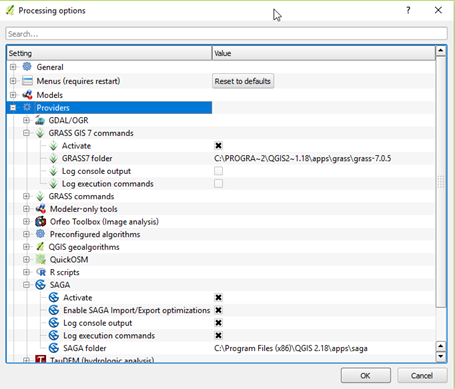 Processing options
Search...
Setting Value
General
Menus (requires restart) Reset to defaults
Models
Providers
GDAL/OGR
GRASS GIS 7 commands
Activate
GRASS7 folder C:\PROGRA~2\QGIS2~1.18\apps\grass\grass-7.0.5
Log console output
Log execution commands
GRASS commands
Modeler-only tools
Orfeo Toolbox (Image analysis)
Preconfigured algorithms
QGIS geoalgorithms
QuickOSM
R scripts
SAGA
Activate
Enable SAGA Import/Export optimizations
Log console output
Log execution commands
SAGA folder C:\Program Files (x86)\QGIS 2.18\apps\saga
TauDEM (hydrologic analysis)
OK Cancel